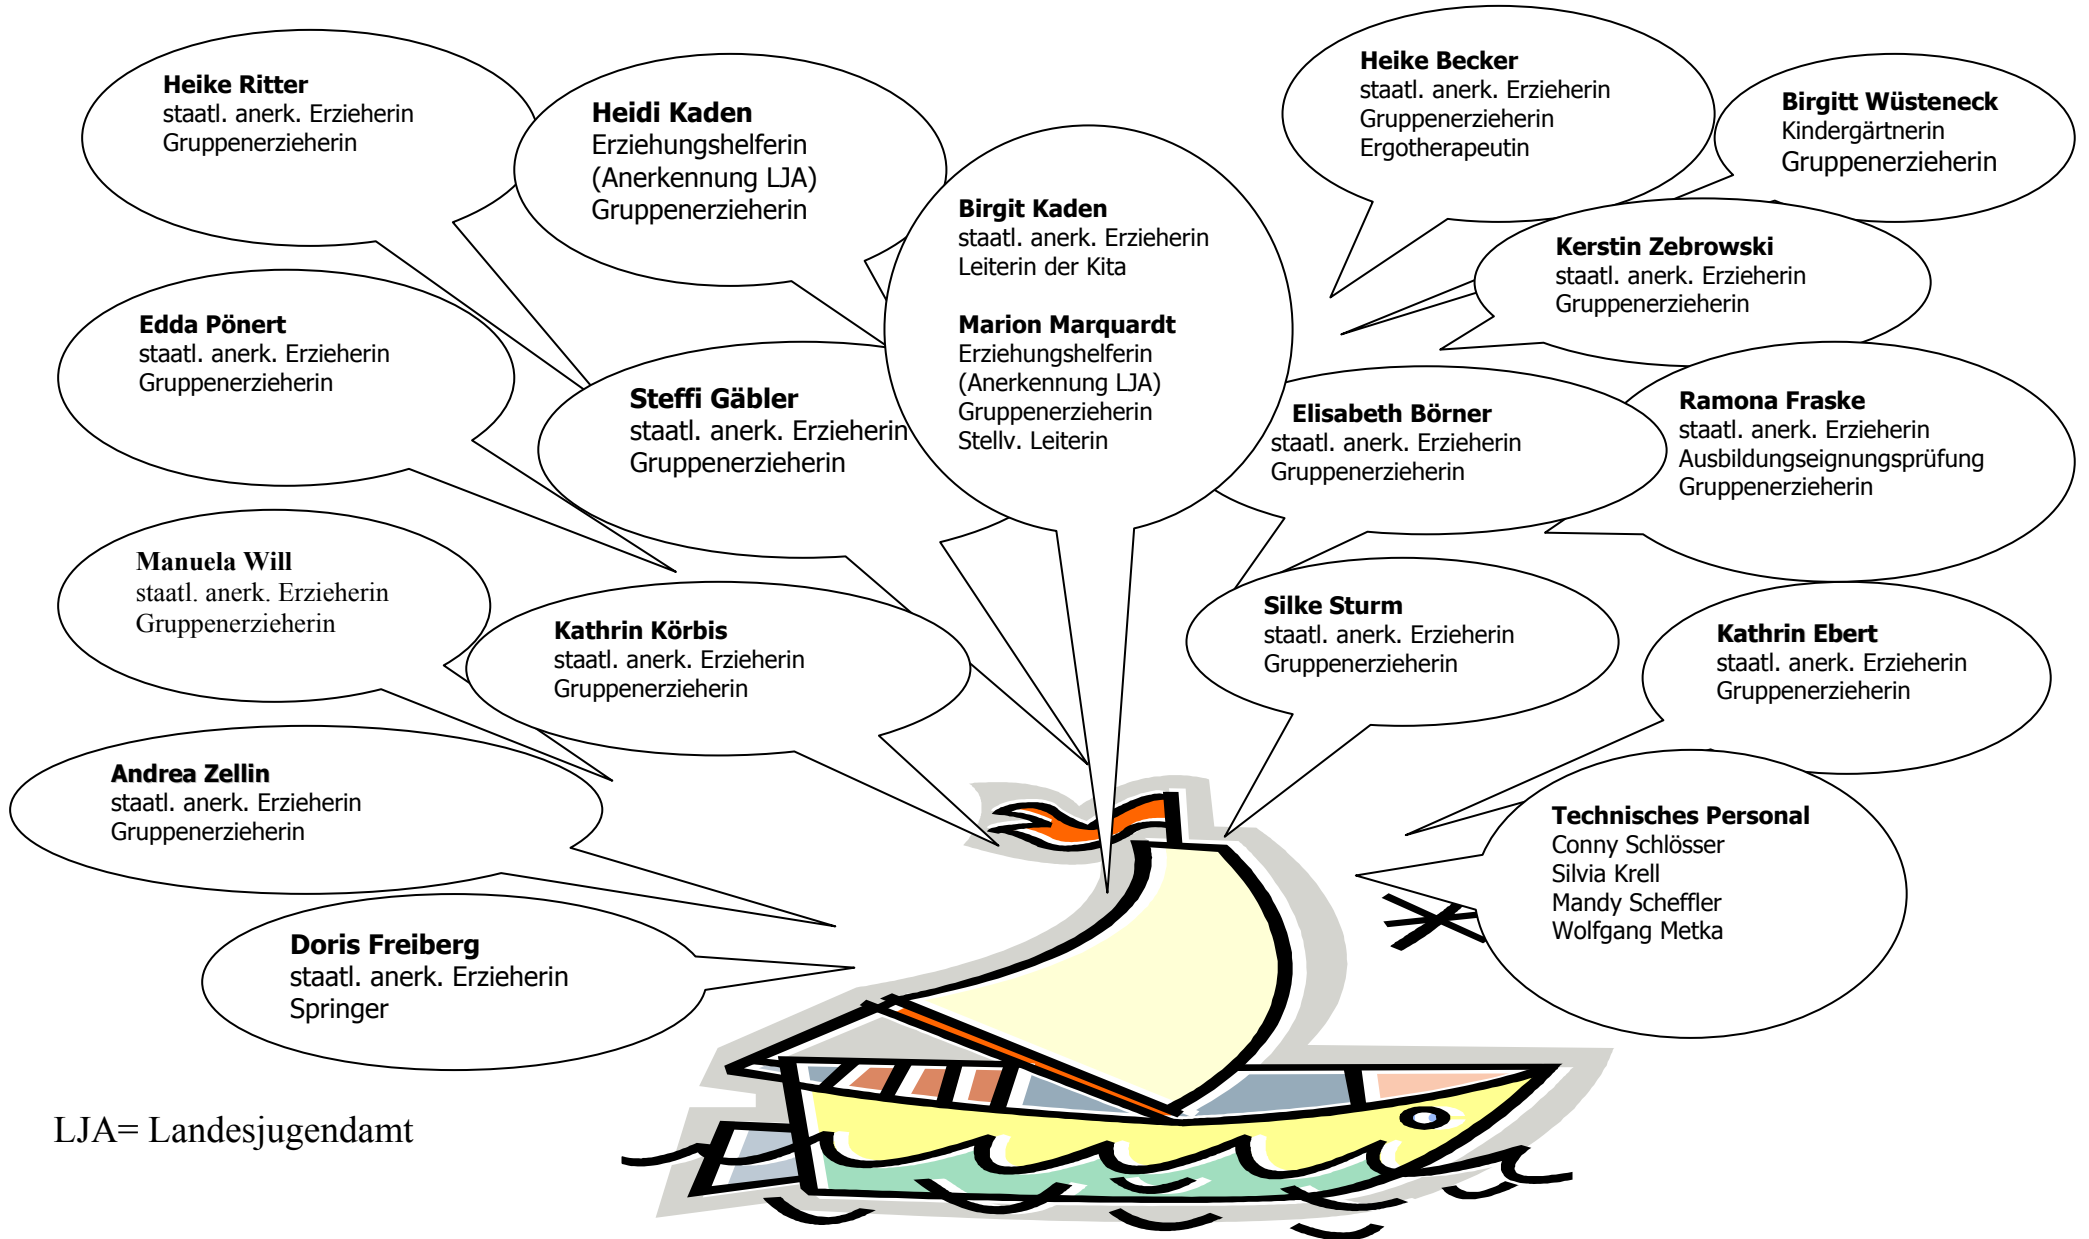 Heike Ritter
staatl. anerk. Erzieherin
Gruppenerzieherin
Heidi Kaden
Erziehungshelferin
(Anerkennung LJA)
Gruppenerzieherin
Birgit Kaden
staatl. anerk. Erzieherin
Leiterin der Kita
Marion Marquardt
Erziehungshelferin
(Anerkennung LJA)
Gruppenerzieherin
Stellv. Leiterin
Heike Becker
staatl. anerk. Erzieherin
Gruppenerzieherin
Ergotherapeutin
Birgitt Wüsteneck
Kindergärtnerin
Gruppenerzieherin
Kerstin Zebrowski
staatl. anerk. Erzieherin
Gruppenerzieherin
Edda Pönert
staatl. anerk. Erzieherin
Gruppenerzieherin
Steffi Gäbler
staatl. anerk. Erzieherin
Gruppenerzieherin
Elisabeth Börner
staatl. anerk. Erzieherin
Gruppenerzieherin
Ramona Fraske
staatl. anerk. Erzieherin
Ausbildungseignungsprüfung
Gruppenerzieherin
Manuela Will
staatl. anerk. Erzieherin
Gruppenerzieherin
Kathrin Körbis
staatl. anerk. Erzieherin
Gruppenerzieherin
Silke Sturm
staatl. anerk. Erzieherin
Gruppenerzieherin
Kathrin Ebert
staatl. anerk. Erzieherin
Gruppenerzieherin
Andrea Zellin
staatl. anerk. Erzieherin
Gruppenerzieherin
Technisches Personal
Conny Schlösser
Silvia Krell
Mandy Scheffler
Wolfgang Metka
Doris Freiberg
staatl. anerk. Erzieherin
Springer
LJA= Landesjugendamt